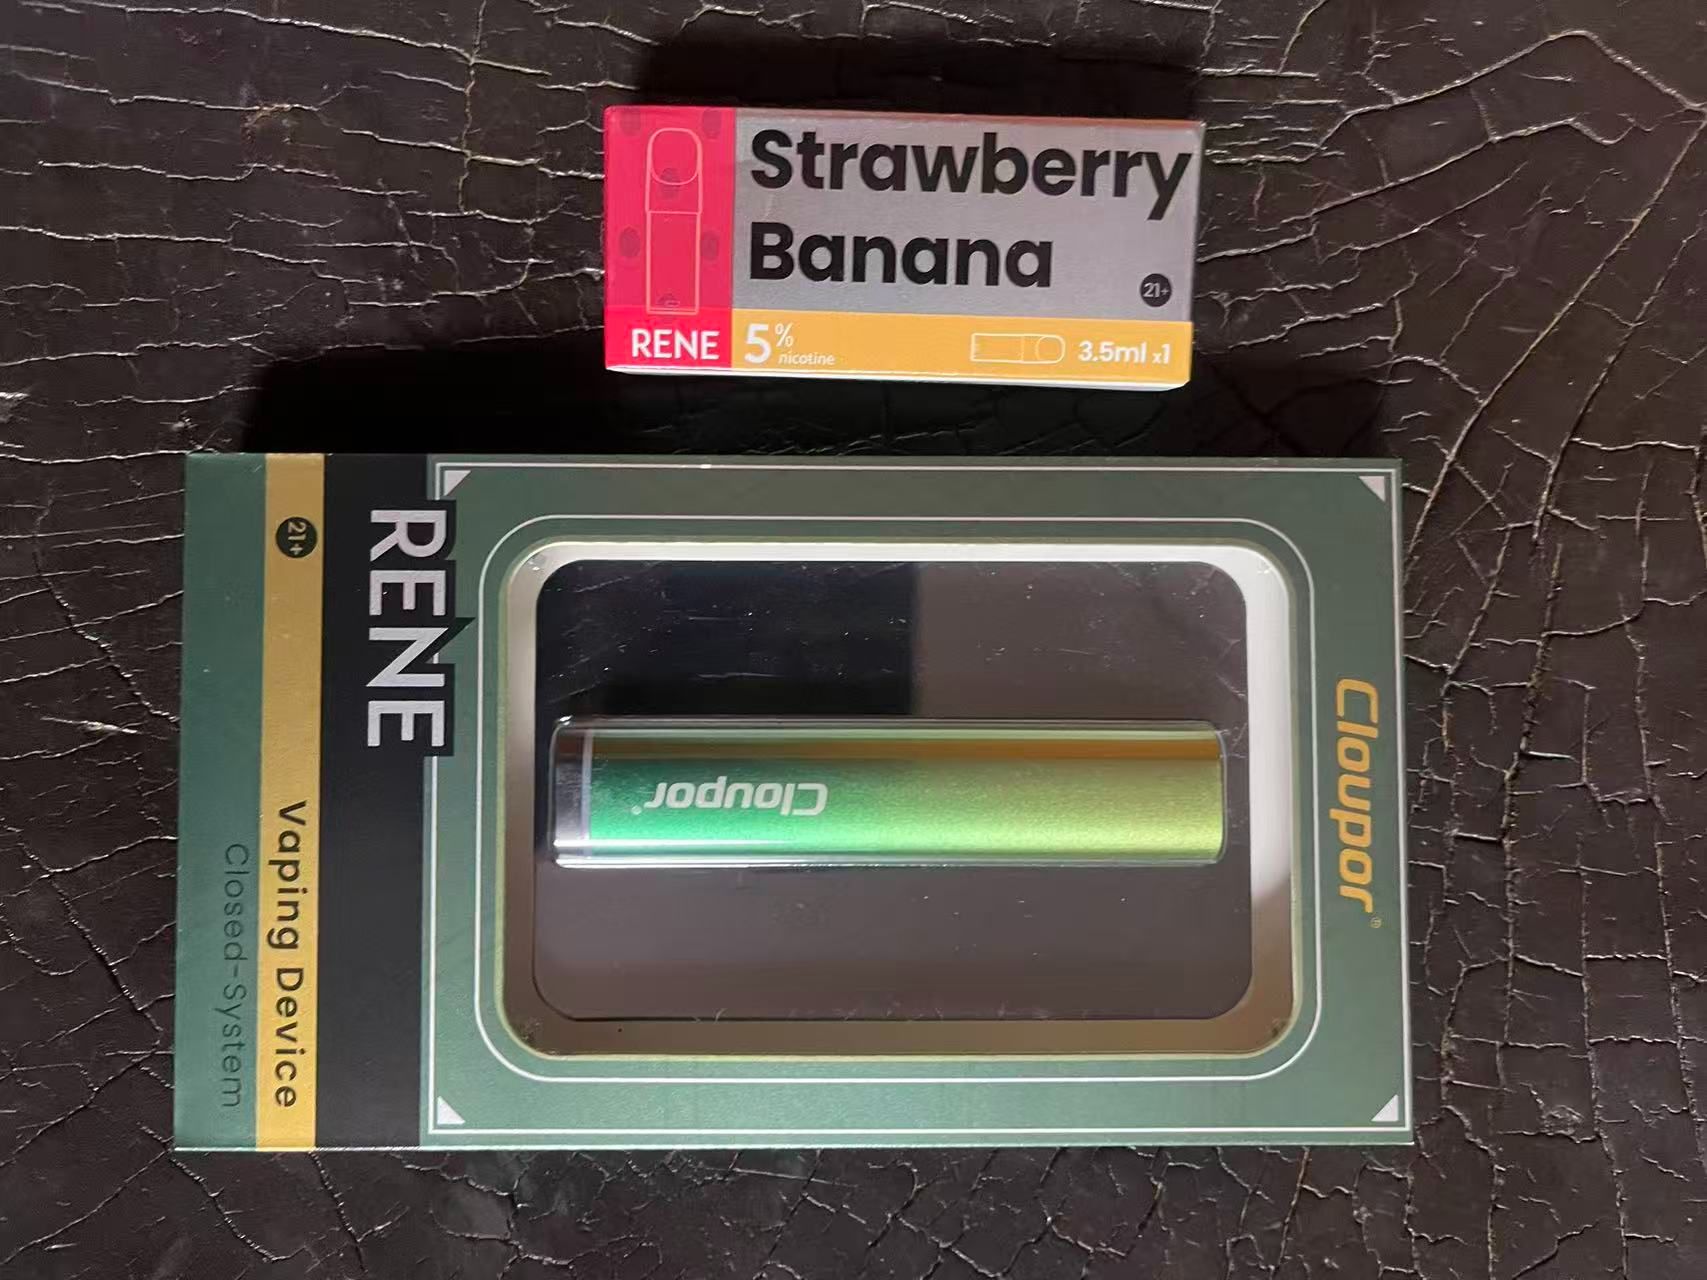 Strawberry
Banana
21+
RENE
5%
nicotine
3.5ml x1
RENE
21+
Vaping Device
Closed-System
Cloupor®
Cloupor®